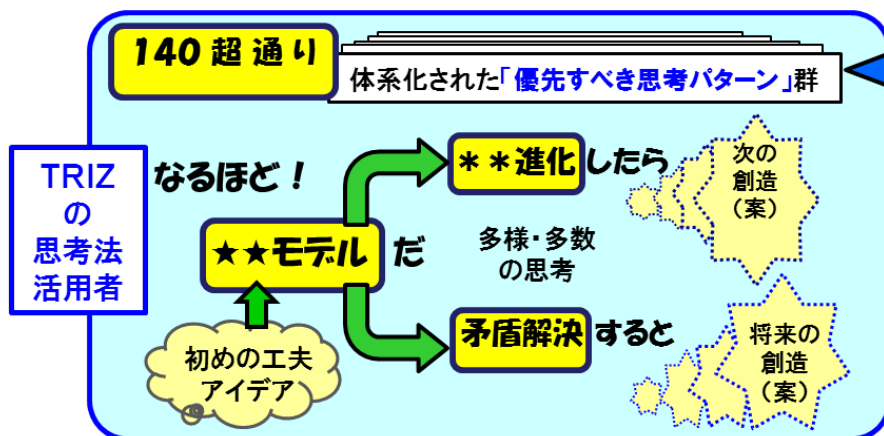 140超通り
体系化された「優先すべき思考パターン」群
TRIZ
の
思考法
活用者
なるほど！
★★モデルだ
初めの工夫
アイデア
＊＊進化したら
多様・多数
の思考
矛盾解決すると
次の
創造
（案）
将来の
創造
（案）